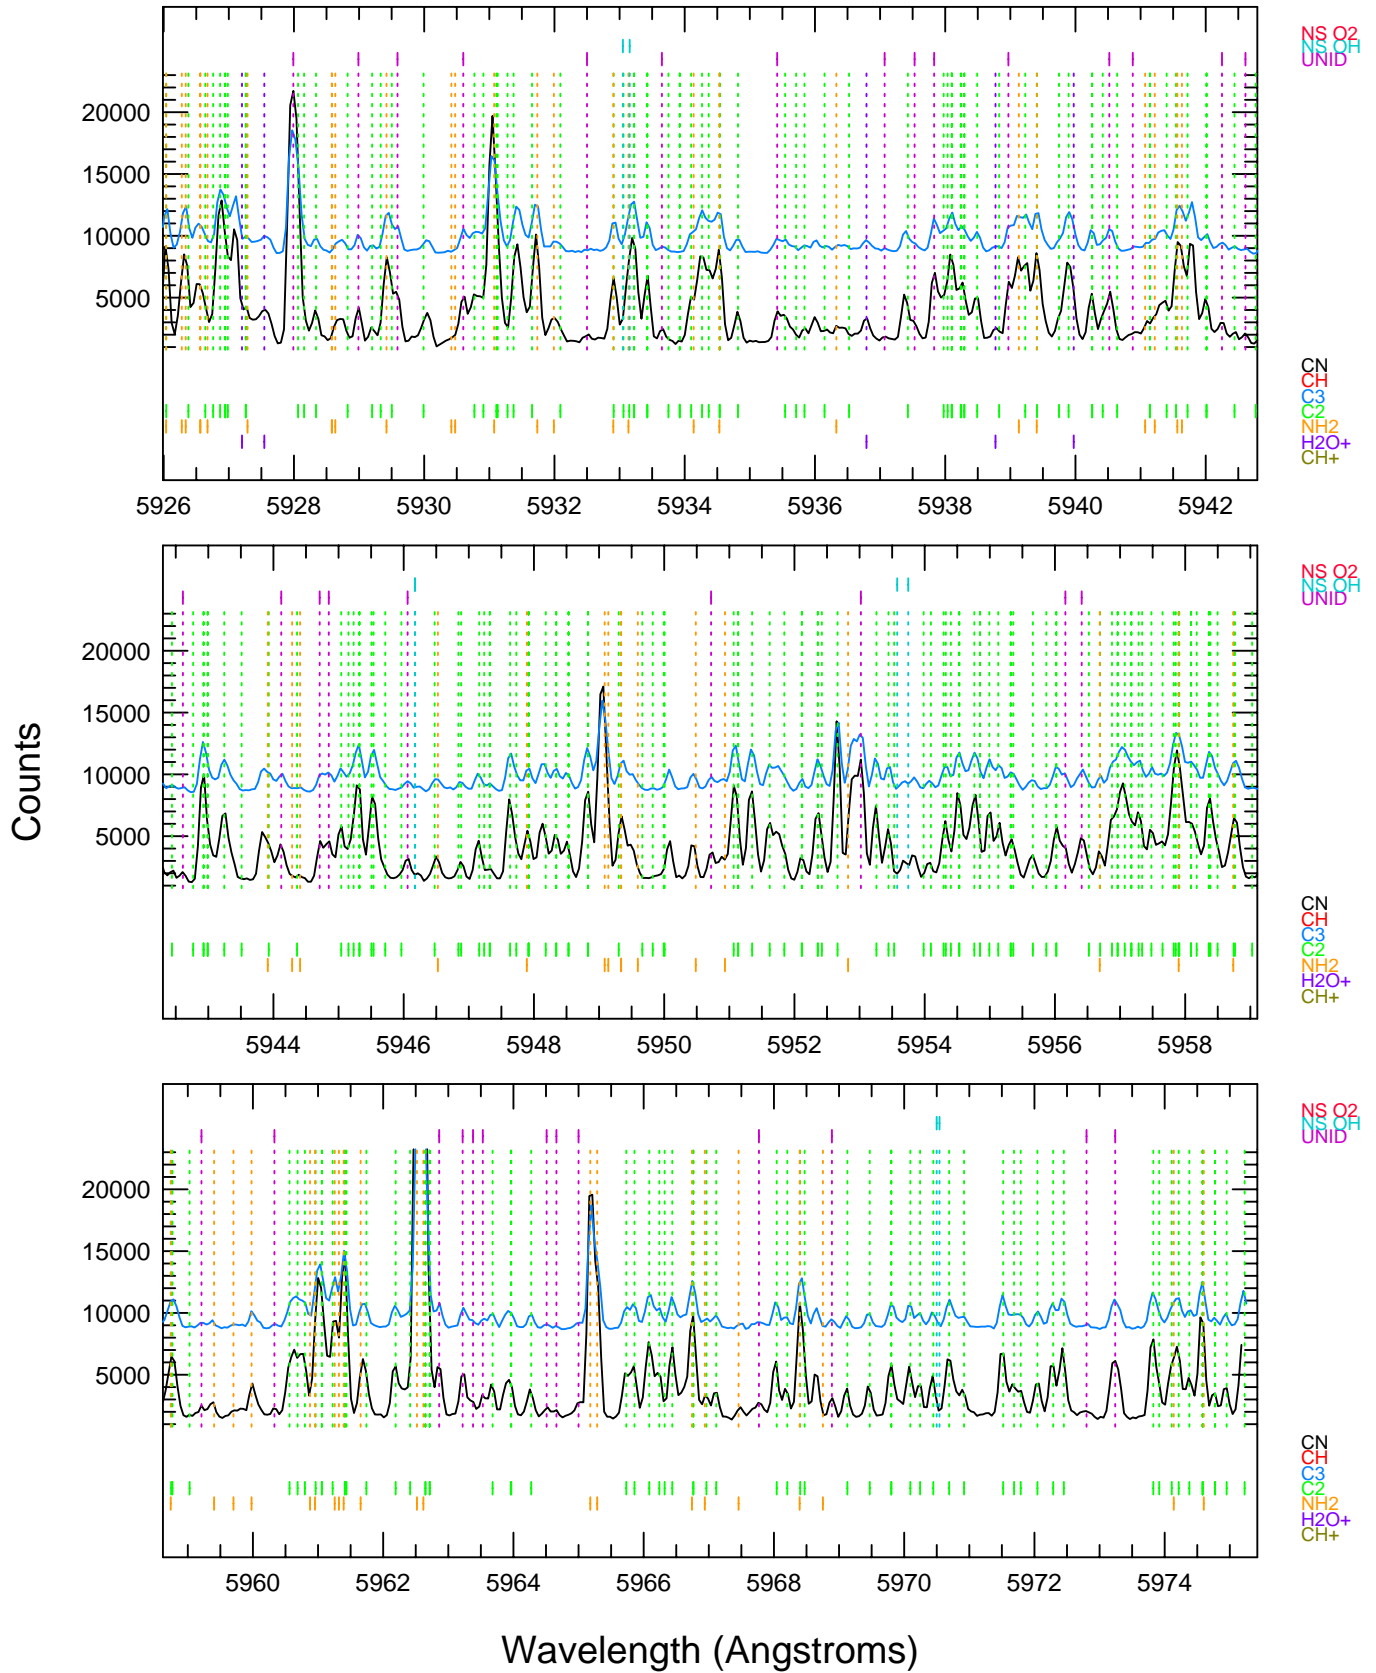 NS O2
NS OH
UNID
20000
15000
10000
5000
CN
CH
C3
C2
NH2
H2O+
CH+
5926 5928 5930 5932 5934 5936 5938 5940 5942
NS O2
NS OH
UNID
20000
15000
10000
5000
Counts
CN
CH
C3
C2
NH2
H2O+
CH+
5944 5946 5948 5950 5952 5954 5956 5958
NS O2
NS OH
UNID
20000
15000
10000
5000
CN
CH
C3
C2
NH2
H2O+
CH+
5960 5962 5964 5966 5968 5970 5972 5974
Wavelength (Angstroms)